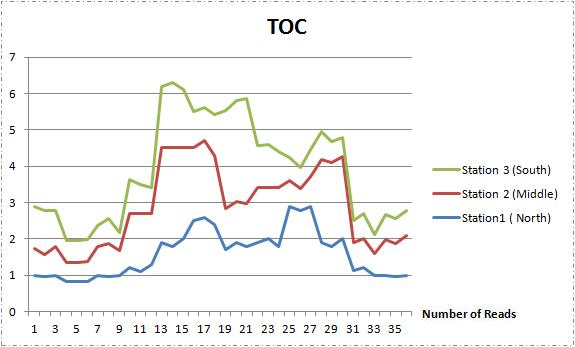 TOC
7
6
5
4
3
2
1
0
1 3 5 7 9 11 13 15 17 19 21 23 25 27 29 31 33 35
Number of Reads
Station 3 (South)
Station 2 (Middle)
Station1 ( North)